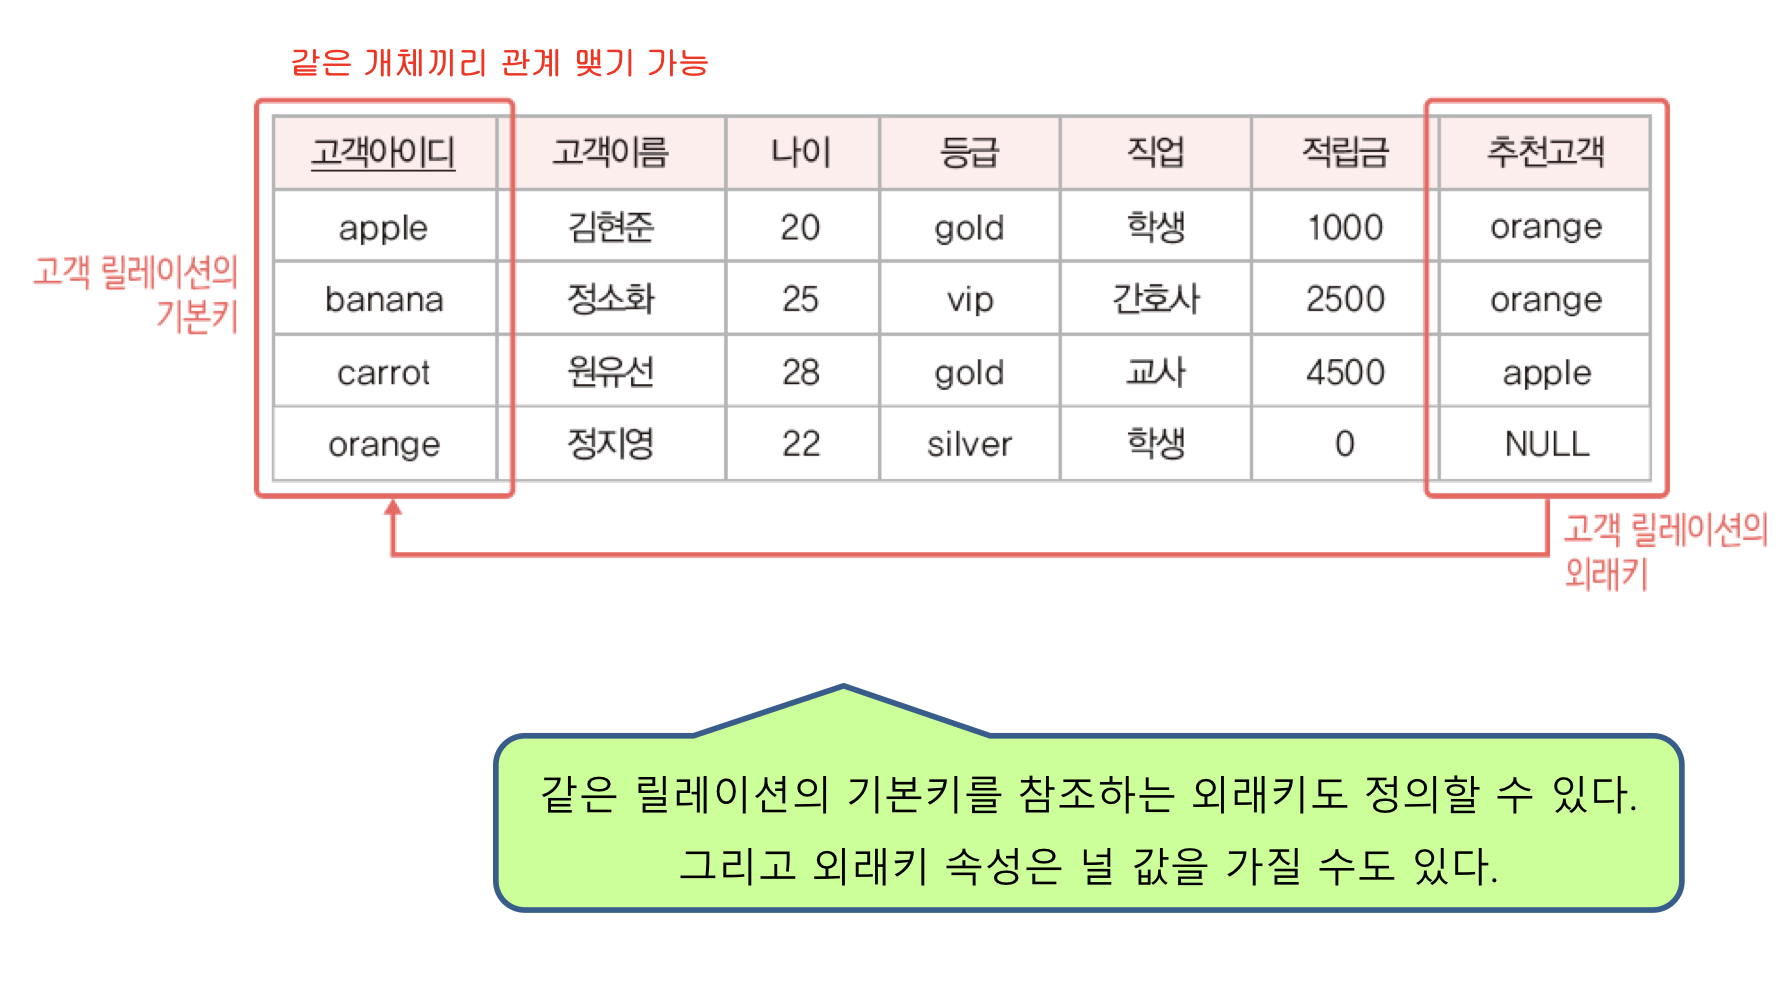 같은 개체끼리 관계 맺기 가능
고객아이디 고객이름 나이 등급 직업 적립금 추천고객
apple 김현준 20 gold 학생 1000 orange
banana 정소화 25 vip 간호사 2500 orange
carrot 원유선 28 gold 교사 4500 apple
orange 정지영 22 silver 학생 0 NULL
고객 릴레이션의
기본키
고객 릴레이션의
외래키
같은 릴레이션의 기본키를 참조하는 외래키도 정의할 수 있다.
그리고 외래키 속성은 널 값을 가질 수도 있다.